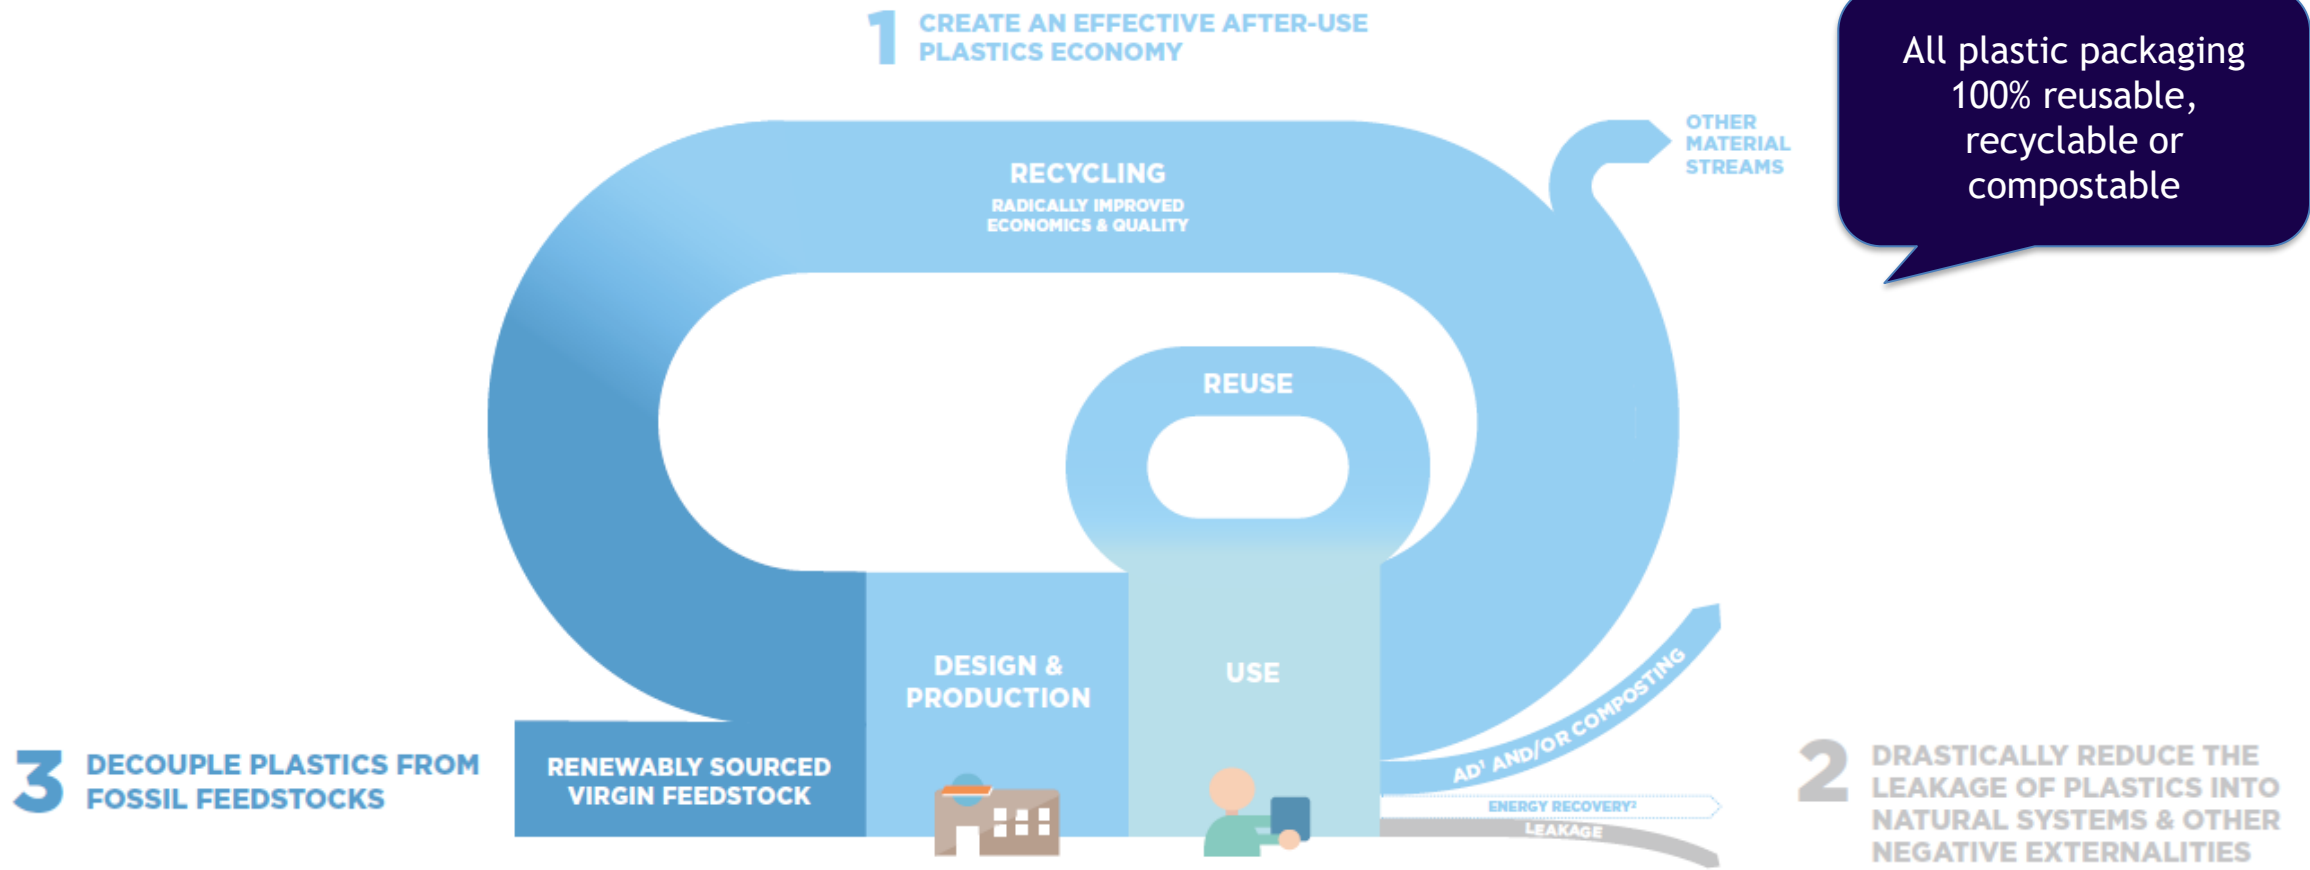 1
CREATE AN EFFECTIVE AFTER-USE
PLASTICS ECONOMY
All plastic packaging
100% reusable,
recyclable or
compostable
OTHER
MATERIAL
STREAMS
RECYCLING
RADICALLY IMPROVED
ECONOMICS & QUALITY
REUSE
DESIGN &
PRODUCTION
USE
RENEWABLY SOURCED
VIRGIN FEEDSTOCK
AD¹ AND/OR COMPOSTING
ENERGY RECOVERY²
LEAKAGE
3
DECOUPLE PLASTICS FROM
FOSSIL FEEDSTOCKS
2
DRASTICALLY REDUCE THE
LEAKAGE OF PLASTICS INTO
NATURAL SYSTEMS & OTHER
NEGATIVE EXTERNALITIES